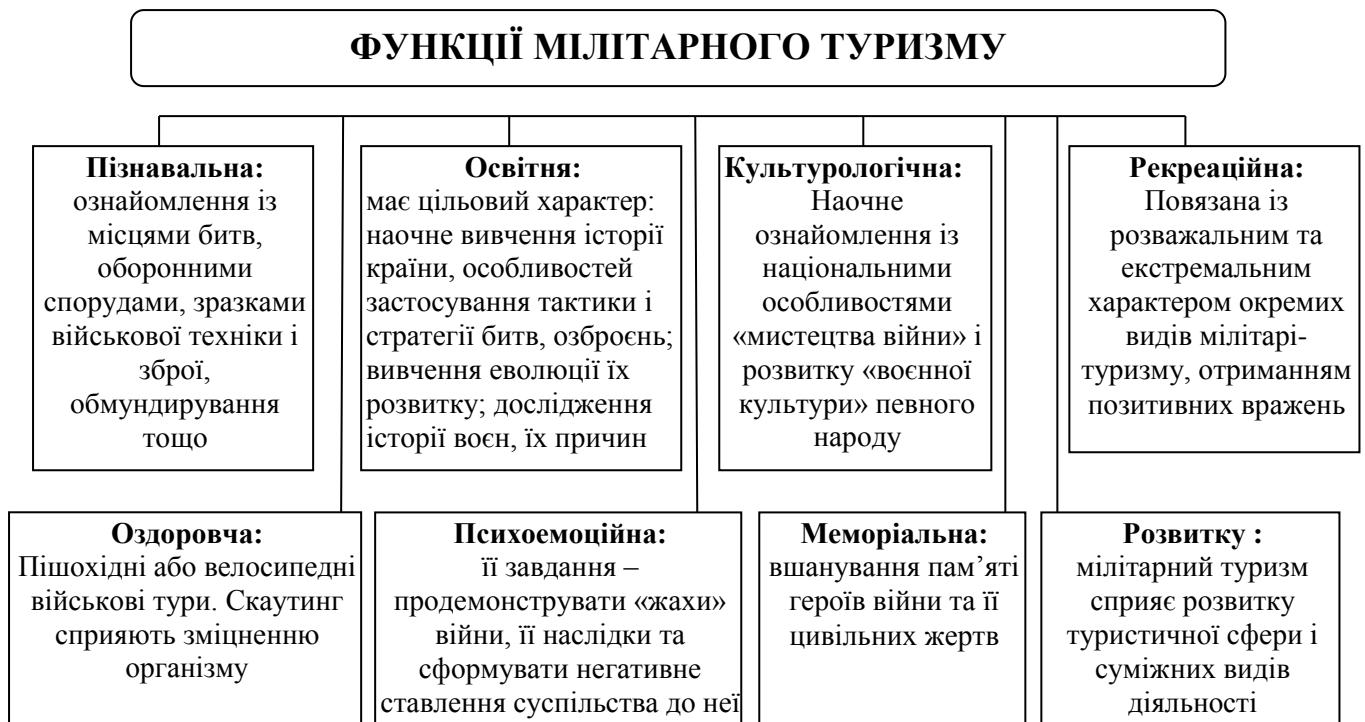 ФУНКЦІЇ МІЛІТАРНОГО ТУРИЗМУ
Пізнавальна:
ознайомлення із
місцями битв,
оборонними
спорудами, зразками
військової техніки і
зброї,
обмундирування
тощо
Освітня:
має цільовий характер:
наочне вивчення історії
країни, особливостей
застосування тактики і
стратегії битв, озброєнь;
вивчення еволюції їх
розвитку; дослідження
історії воєн, їх причин
Культурологічна:
Наочне
ознайомлення із
національними
особливостями
«мистецтва війни» і
розвитку «воєнної
культури» певного
народу
Рекреаційна:
Повязана із
розважальним та
екстремальним
характером окремих
видів мілітарі-
туризму, отриманням
позитивних вражень
Оздоровча:
Пішохідні або велосипедні
військові тури. Скаутинг
сприяють зміцненню
організму
Психоемоційна:
її завдання –
продемонструвати «жахи»
війни, її наслідки та
сформувати негативне
ставлення суспільства до неї
Меморіальна:
вшанування пам’яті
героїв війни та її
цивільних жертв
Розвитку :
мілітарний туризм
сприяє розвитку
туристичної сфери і
суміжних видів
діяльності